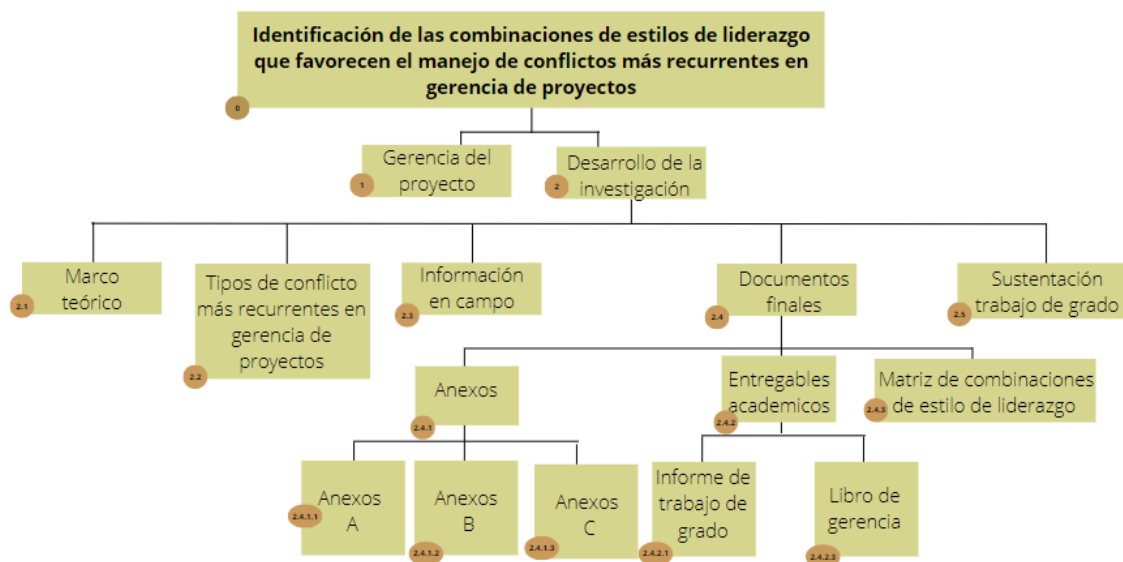 Identificación de las combinaciones de estilos de liderazgo
que favorecen el manejo de conflictos más recurrentes en
gerencia de proyectos
0
Gerencia del
proyecto
1
Desarrollo de la
investigación
2
Marco
teórico
2.1
Tipos de conflicto
más recurrentes en
gerencia de
proyectos
2.2
Información
en campo
2.3
Documentos
finales
2.4
Sustentación
trabajo de grado
2.5
Anexos
2.4.1
Entregables
academicos
2.4.2
Matriz de combinaciones
de estilo de liderazgo
2.4.3
Anexos
A
2.4.1.1
Anexos
B
2.4.1.2
Anexos
C
2.4.1.3
Informe de
trabajo de
grado
2.4.2.1
Libro de
gerencia
2.4.2.3